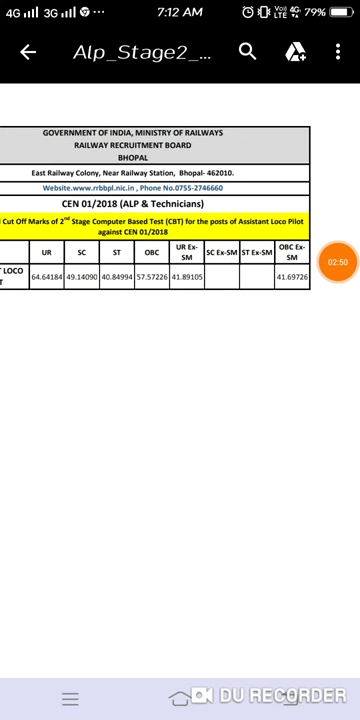 4G 3G 7:12 AM VoLTE 4G 79%
Alp_Stage2_...
GOVERNMENT OF INDIA, MINISTRY OF RAILWAYS
RAILWAY RECRUITMENT BOARD
BHOPAL
East Railway Colony, Near Railway Station, Bhopal- 462010.
Website.www.rrbbpl.nic.in , Phone No.0755-2746660
CEN 01/2018 (ALP & Technicians)
Cut Off Marks of 2nd Stage Computer Based Test (CBT) for the posts of Assistant Loco Pilot
against CEN 01/2018
UR SC ST OBC UR Ex-SM SC Ex-SM ST Ex-SM OBC Ex-SM
LOCO 64.64184 49.14090 40.84994 57.57226 41.89105 41.69726
02:50
DU RECORDER